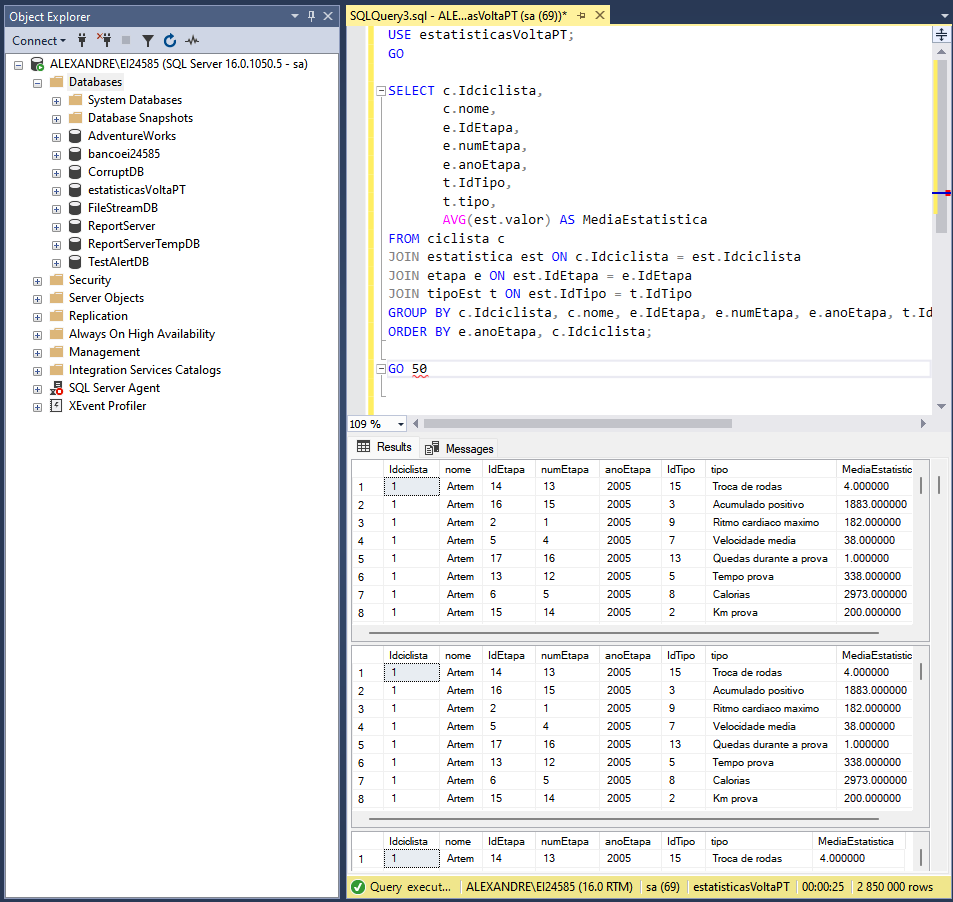 Object Explorer
Connect
ALEXANDRE\EI24585 (SQL Server 16.0.1050.5 - sa)
Databases
System Databases
Database Snapshots
AdventureWorks
bancoei24585
CorruptDB
estatisticasVoltaPT
FileStreamDB
ReportServer
ReportServerTempDB
TestAlertDB
Security
Server Objects
Replication
Always On High Availability
Management
Integration Services Catalogs
SQL Server Agent
XEvent Profiler
SQLQuery3.sql - ALE...asVoltaPT (sa (69))*
USE estatisticasVoltaPT;
GO
SELECT c.Idciclista,
c.nome,
e.IdEtapa,
e.numEtapa,
e.anoEtapa,
t.IdTipo,
t.tipo,
AVG(est.valor) AS MediaEstatistica
FROM ciclista c
JOIN estatistica est ON c.Idciclista = est.Idciclista
JOIN etapa e ON est.IdEtapa = e.IdEtapa
JOIN tipoEst t ON est.IdTipo = t.IdTipo
GROUP BY c.Idciclista, c.nome, e.IdEtapa, e.numEtapa, e.anoEtapa, t.Id
ORDER BY e.anoEtapa, c.Idciclista;
GO 50
109 %
Results Messages
Idciclista nome IdEtapa numEtapa anoEtapa IdTipo tipo MediaEstatistic
1 1 Artem 14 13 2005 15 Troca de rodas 4.000000
2 1 Artem 16 15 2005 3 Acumulado positivo 1883.000000
3 1 Artem 2 1 2005 9 Ritmo cardiaco maximo 182.000000
4 1 Artem 5 4 2005 7 Velocidade media 38.000000
5 1 Artem 17 16 2005 13 Quedas durante a prova 1.000000
6 1 Artem 13 12 2005 5 Tempo prova 338.000000
7 1 Artem 6 5 2005 8 Calorias 2973.000000
8 1 Artem 15 14 2005 2 Km prova 200.000000
Idciclista nome IdEtapa numEtapa anoEtapa IdTipo tipo MediaEstatistic
1 1 Artem 14 13 2005 15 Troca de rodas 4.000000
2 1 Artem 16 15 2005 3 Acumulado positivo 1883.000000
3 1 Artem 2 1 2005 9 Ritmo cardiaco maximo 182.000000
4 1 Artem 5 4 2005 7 Velocidade media 38.000000
5 1 Artem 17 16 2005 13 Quedas durante a prova 1.000000
6 1 Artem 13 12 2005 5 Tempo prova 338.000000
7 1 Artem 6 5 2005 8 Calorias 2973.000000
8 1 Artem 15 14 2005 2 Km prova 200.000000
Idciclista nome IdEtapa numEtapa anoEtapa IdTipo tipo MediaEstatistica
1 1 Artem 14 13 2005 15 Troca de rodas 4.000000
Query execut... ALEXANDRE\EI24585 (16.0 RTM) sa (69) estatisticasVoltaPT 00:00:25 2 850 000 rows